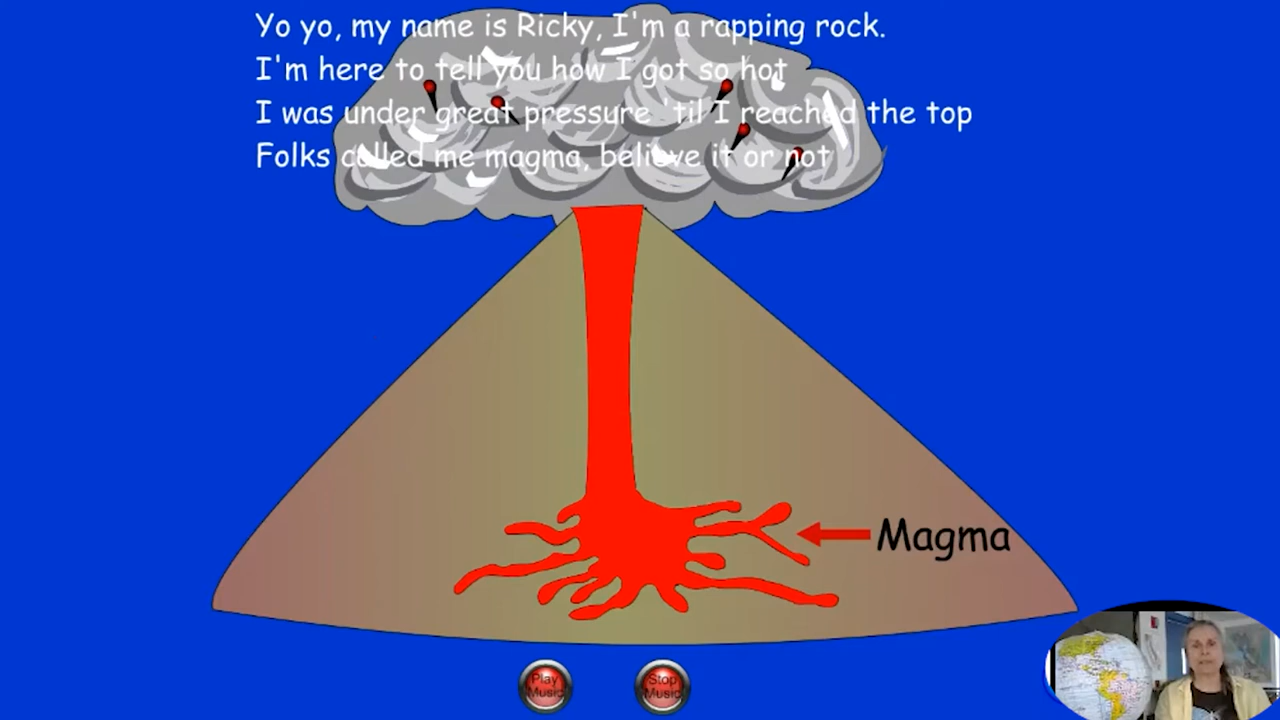 Yo yo, my name is Ricky, I'm a rapping rock.
I'm here to tell you how I got so hot
I was under great pressure 'til I reached the top
Folks called me magma, believe it or not
Magma
Play
Music
Stop
Music